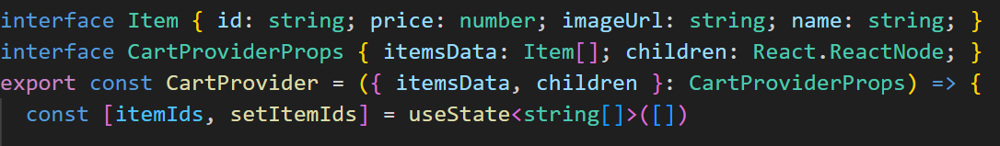 interface Item { id: string; price: number; imageUrl: string; name: string; }
interface CartProviderProps { itemsData: Item[]; children: React.ReactNode; }
export const CartProvider = ({ itemsData, children }: CartProviderProps) => {
  const [itemIds, setItemIds] = useState<string[]>([])